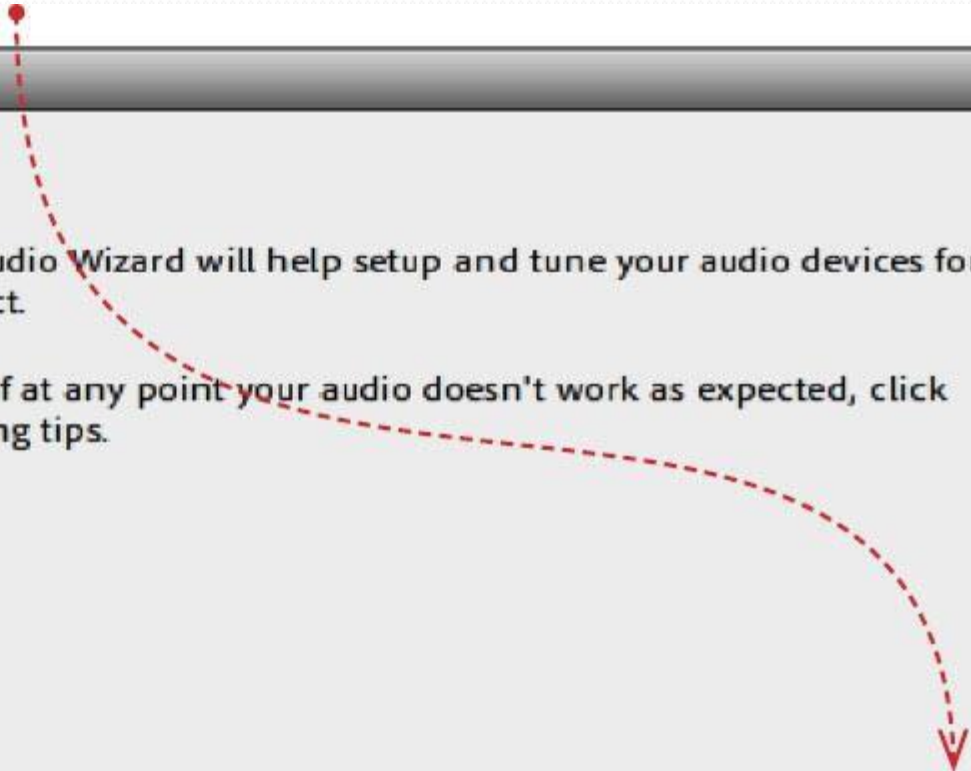 udio Wizard will help setup and tune your audio devices for
ct.
f at any point your audio doesn't work as expected, click
ng tips.